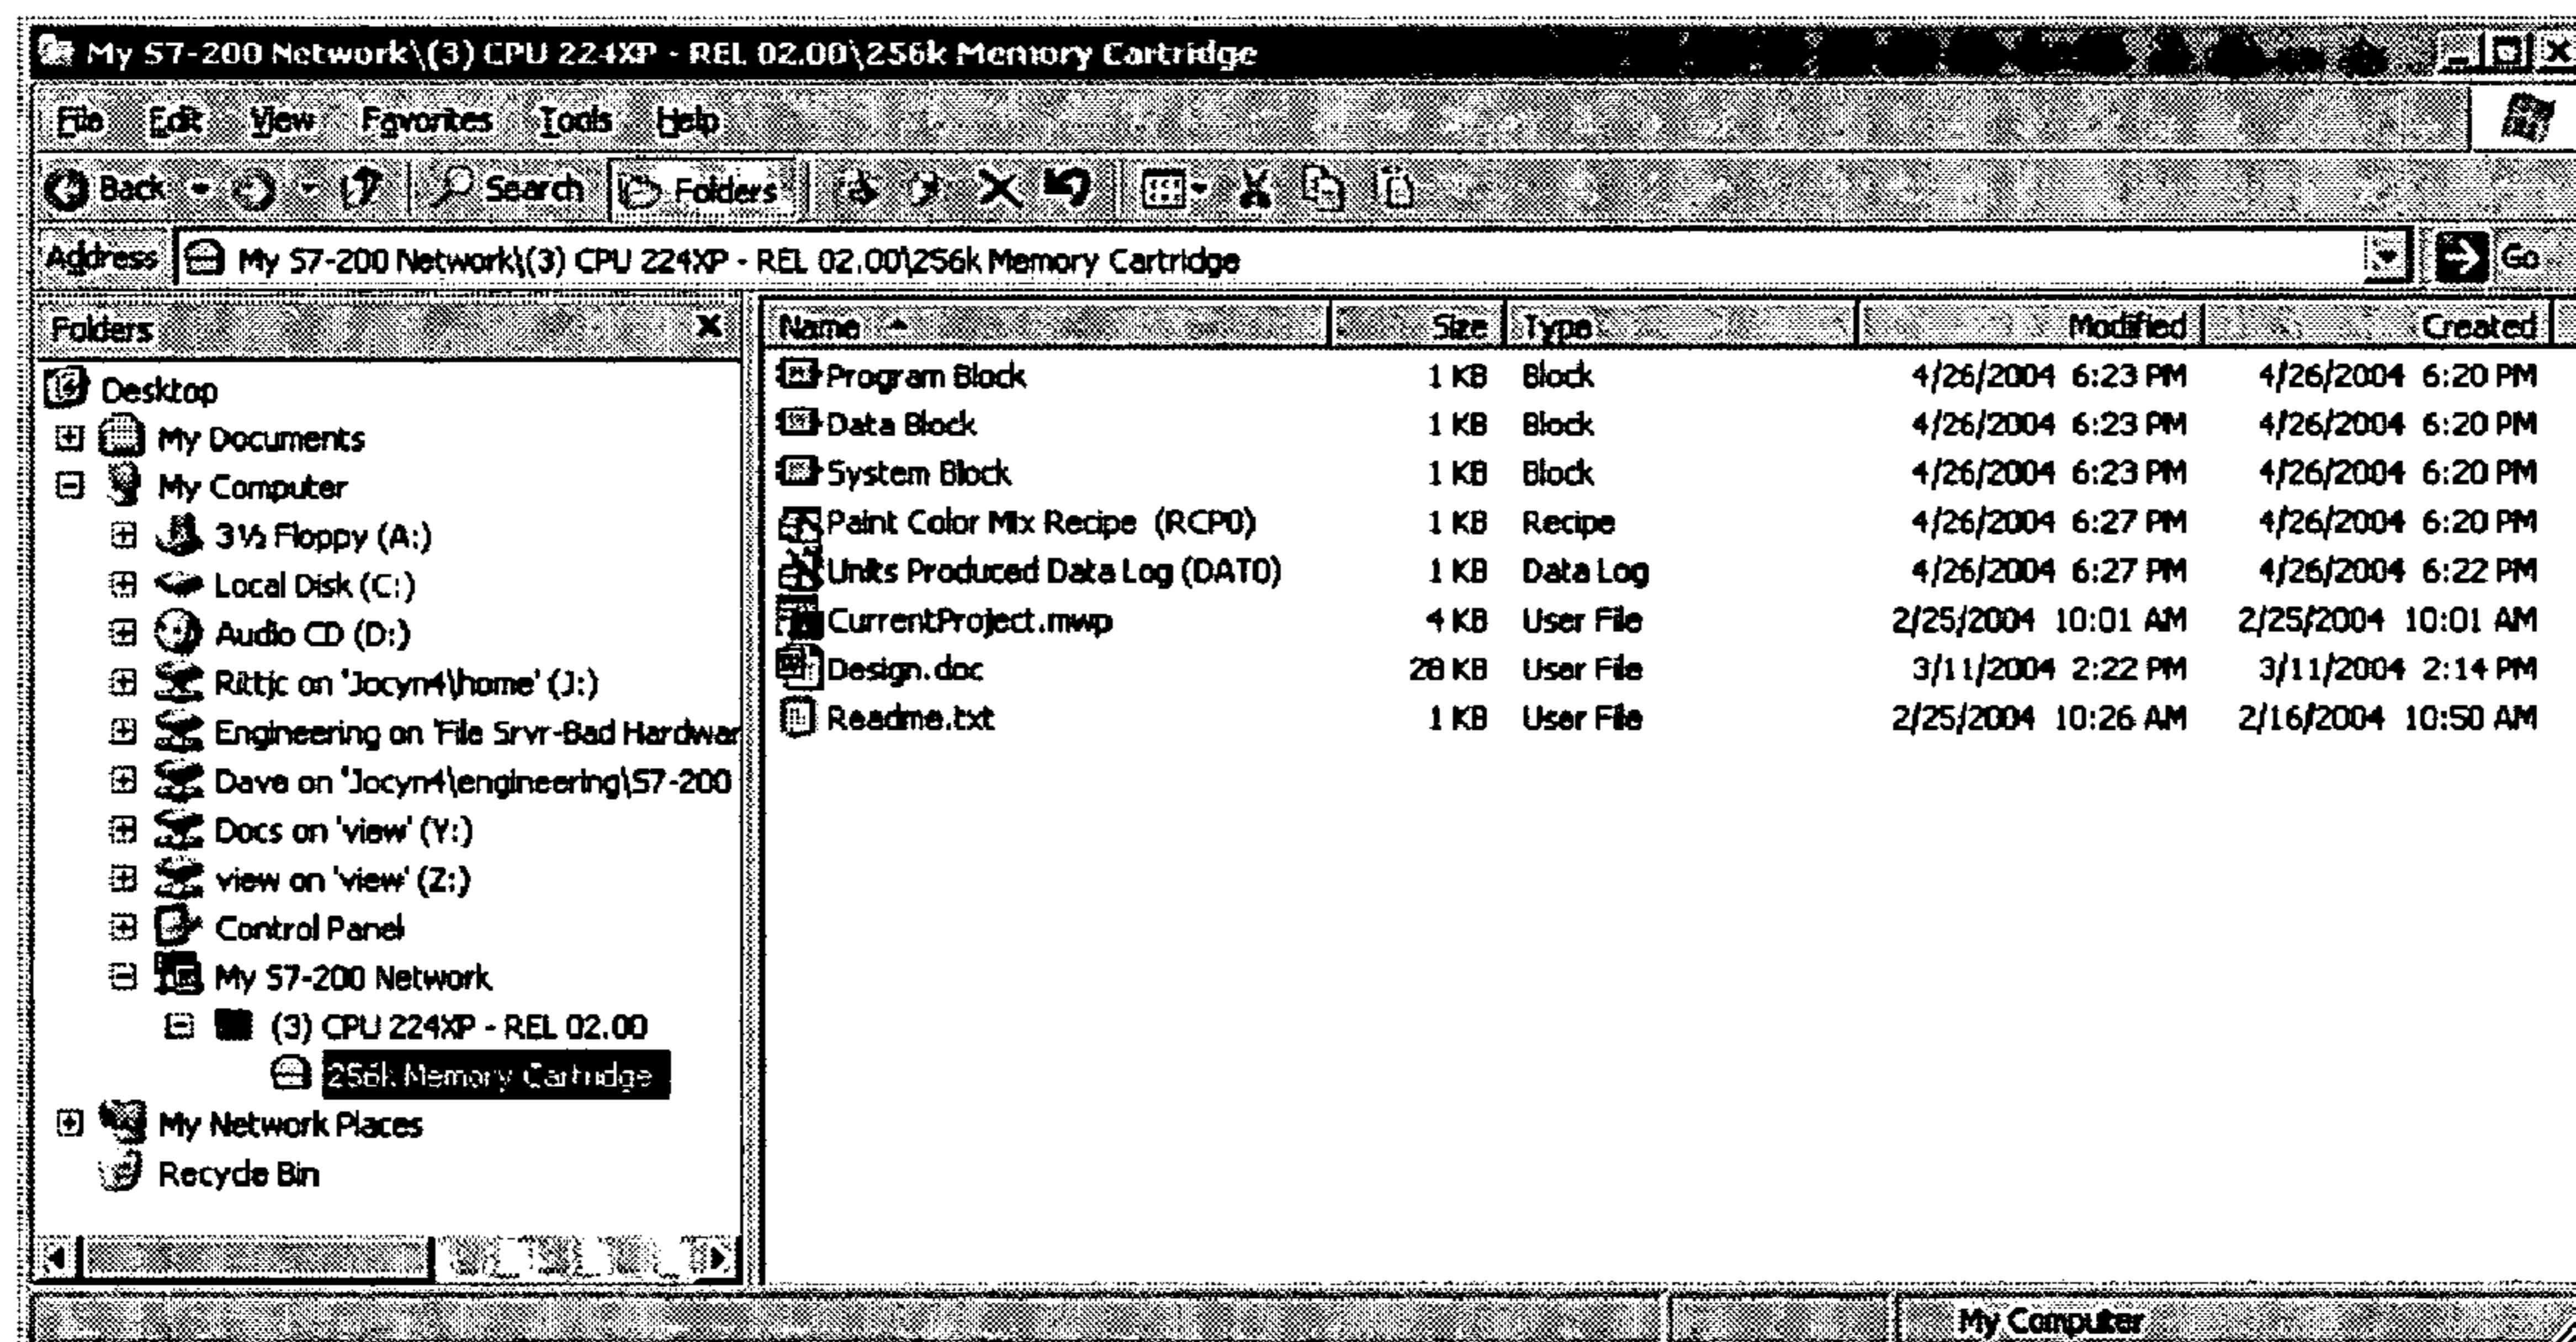 My S7-200 Network\(3) CPU 224XP - REL 02.00\256k Memory Cartridge
File Edit View Favorites Tools Help
Back Search Folders
Address My S7-200 Network\(3) CPU 224XP - REL 02.00\256k Memory Cartridge Go
Folders
Desktop
My Documents
My Computer
3½ Floppy (A:)
Local Disk (C:)
Audio CD (D:)
Rittjc on 'Jocyn4\home' (J:)
Engineering on 'File Srvr-Bad Hardwar
Dave on 'Jocyn4\engineering\S7-200
Docs on 'view' (Y:)
view on 'view' (Z:)
Control Panel
My S7-200 Network
(3) CPU 224XP - REL 02.00
256k Memory Cartridge
My Network Places
Recycle Bin
Name Size Type Modified Created
Program Block 1 KB Block 4/26/2004 6:23 PM 4/26/2004 6:20 PM
Data Block 1 KB Block 4/26/2004 6:23 PM 4/26/2004 6:20 PM
System Block 1 KB Block 4/26/2004 6:23 PM 4/26/2004 6:20 PM
Paint Color Mix Recipe (RCP0) 1 KB Recipe 4/26/2004 6:27 PM 4/26/2004 6:20 PM
Units Produced Data Log (DAT0) 1 KB Data Log 4/26/2004 6:27 PM 4/26/2004 6:22 PM
CurrentProject.mwp 4 KB User File 2/25/2004 10:01 AM 2/25/2004 10:01 AM
Design.doc 28 KB User File 3/11/2004 2:22 PM 3/11/2004 2:14 PM
Readme.txt 1 KB User File 2/25/2004 10:26 AM 2/16/2004 10:50 AM
My Computer